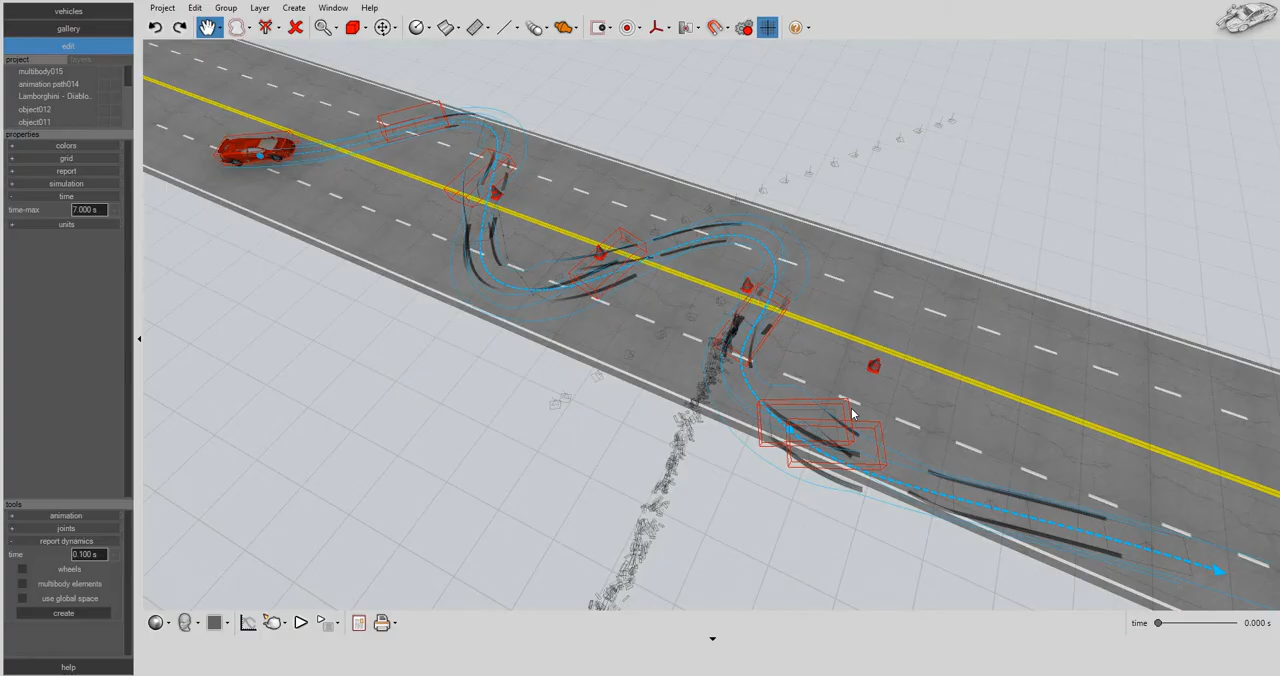 vehicles
gallery
edit
project layers
multibody015
animation path014
Lamborghini - Diablo..
object012
object011
properties
+ colors
+ grid
+ report
+ simulation
- time
time-max 7.000 s
+ units
tools
+ animation
+ joints
- report dynamics
time 0.100 s
wheels
multibody elements
use global space
create
help
Project Edit Group Layer Create Window Help
time 0.000 s